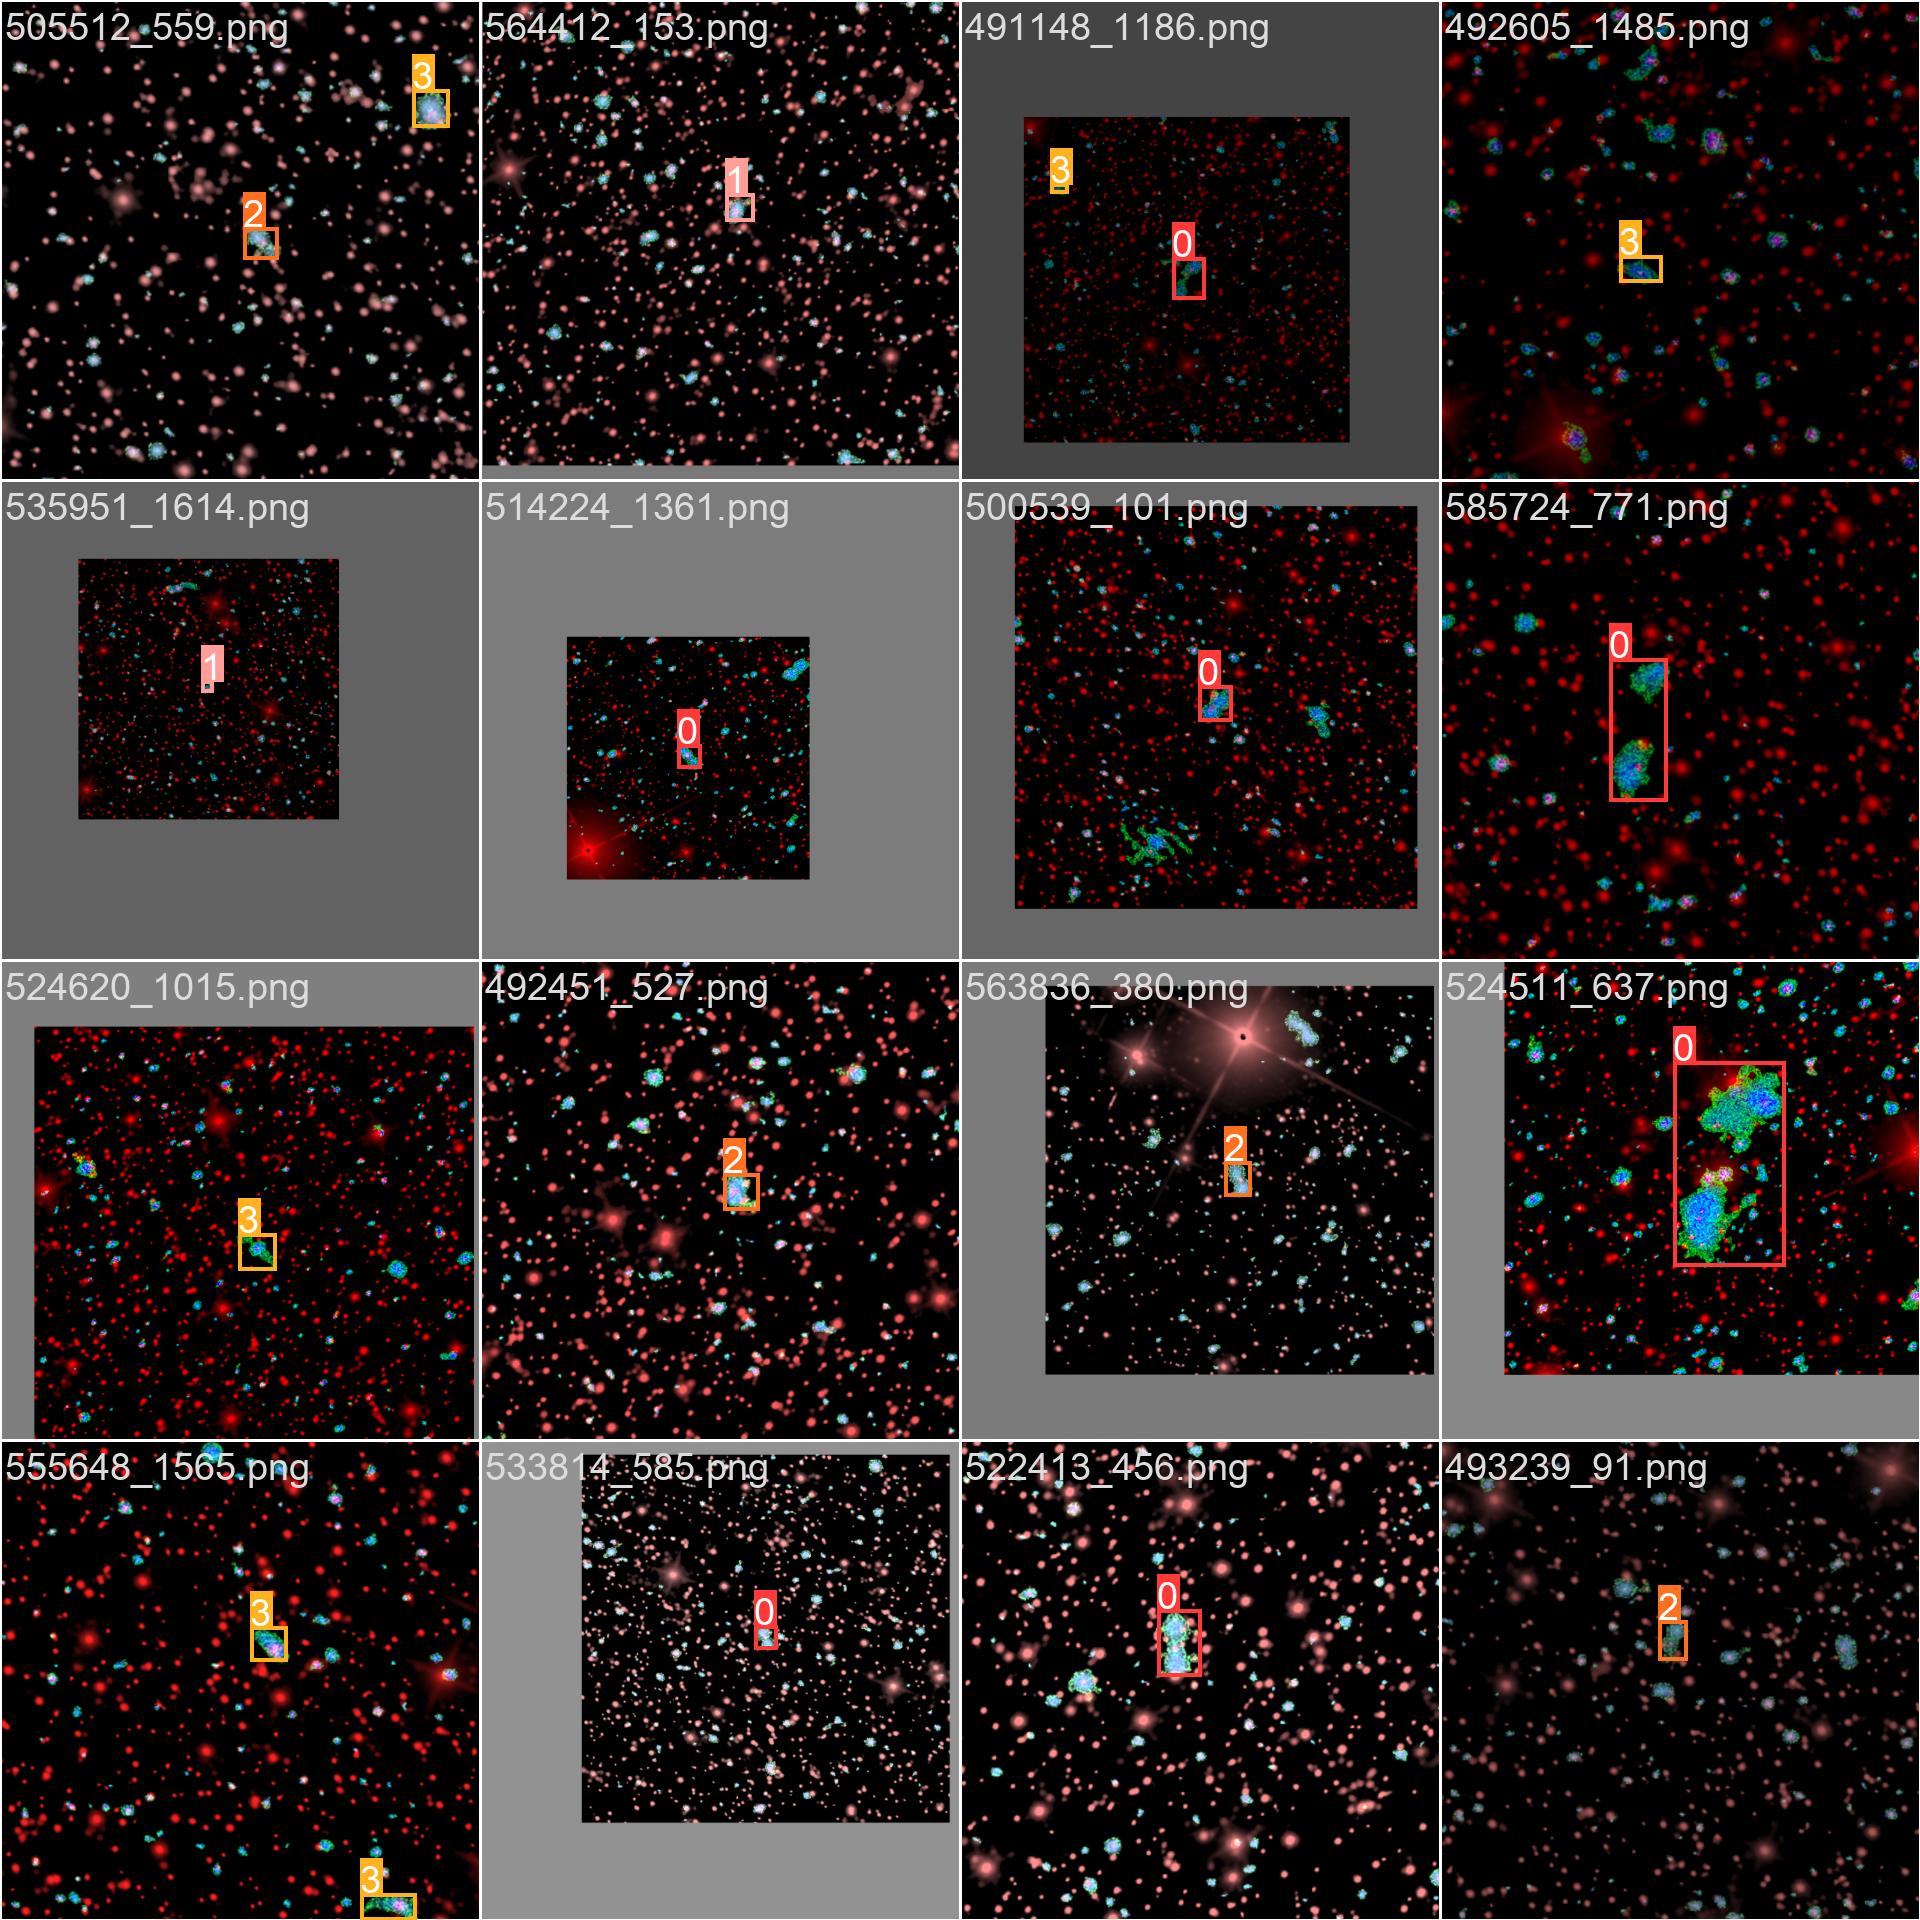 505512_559.png
3
2
564412_153.png
1
491148_1186.png
3
0
492605_1485.png
3
535951_1614.png
1
514224_1361.png
0
500539_101.png
0
585724_771.png
0
524620_1015.png
3
492451_527.png
2
563836_380.png
2
524511_637.png
0
555648_1565.png
3
3
533814_585.png
0
522413_456.png
0
493239_91.png
2